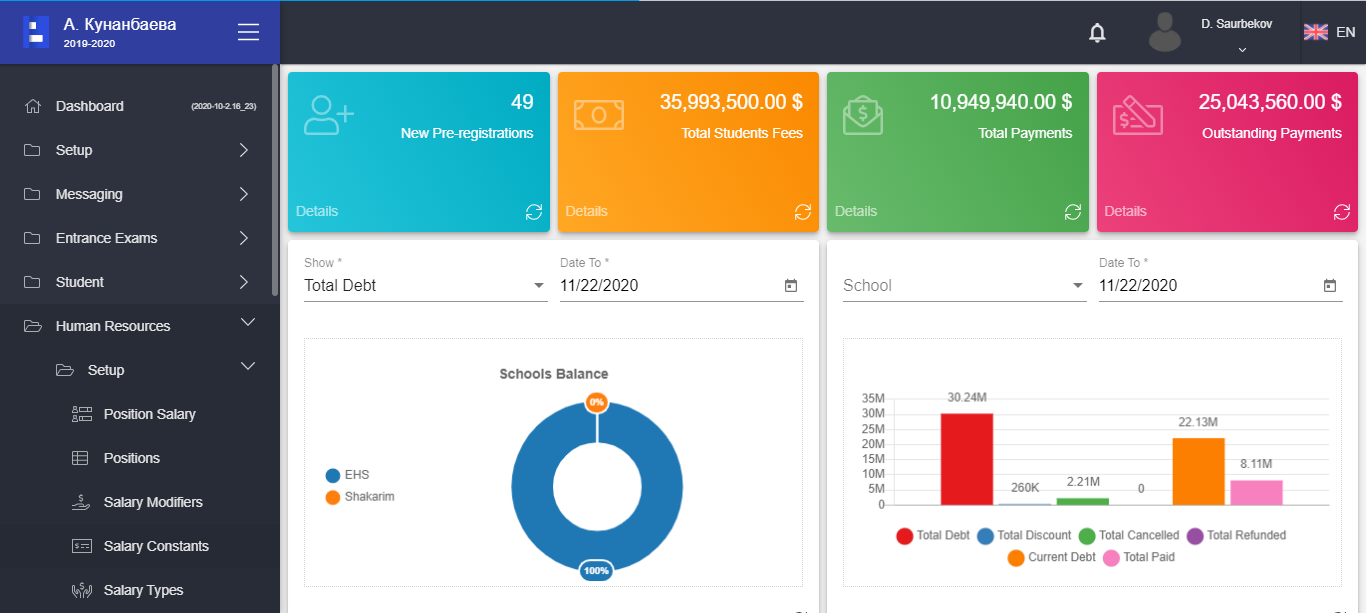 А. Кунанбаева
2019-2020
D. Saurbekov
EN
Dashboard (2020-10-2.16_23)
Setup
Messaging
Entrance Exams
Student
Human Resources
Setup
Position Salary
Positions
Salary Modifiers
Salary Constants
Salary Types
49
New Pre-registrations
Details
35,993,500.00 $
Total Students Fees
Details
10,949,940.00 $
Total Payments
Details
25,043,560.00 $
Outstanding Payments
Details
Show *
Total Debt
Date To *
11/22/2020
Schools Balance
0%
EHS
Shakarim
100%
School
Date To *
11/22/2020
35M
30M
25M
20M
15M
10M
5M
0
30.24M
260K
2.21M
0
22.13M
8.11M
Total Debt Total Discount Total Cancelled Total Refunded
Current Debt Total Paid